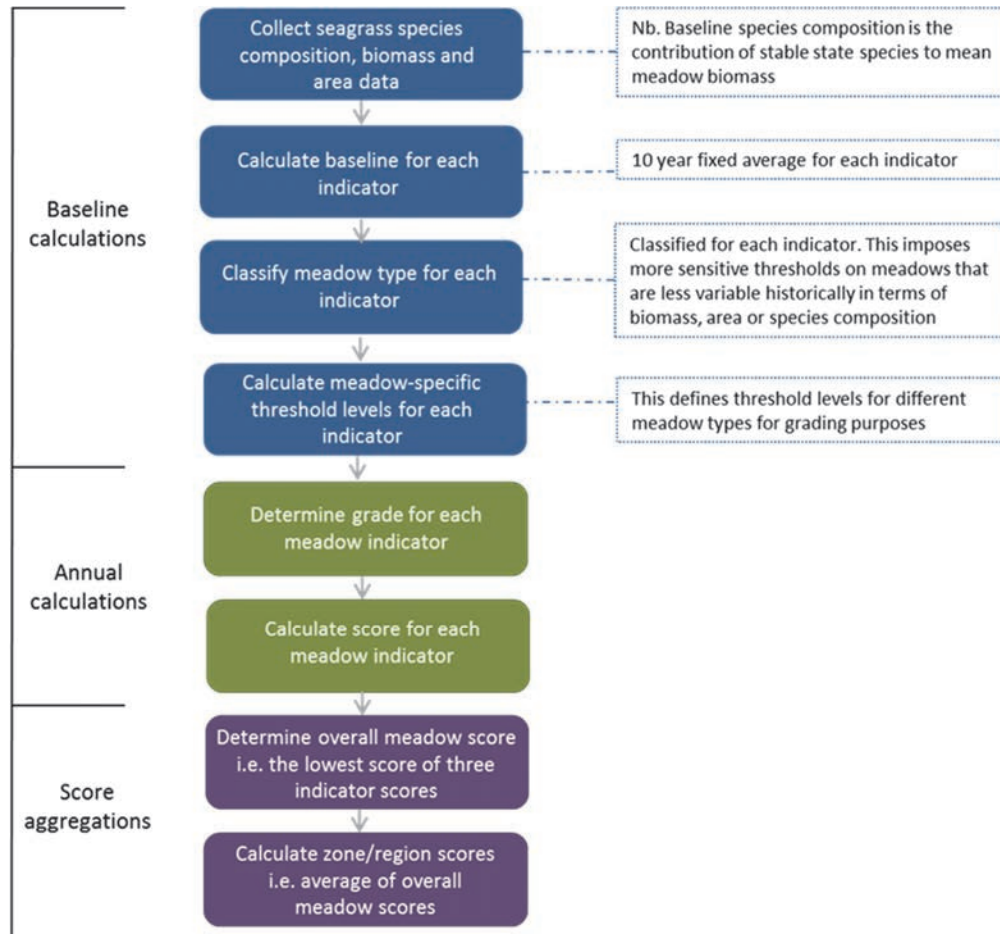 Collect seagrass species
composition, biomass and
area data
Nb. Baseline species composition is the
contribution of stable state species to mean
meadow biomass
Baseline
calculations
Calculate baseline for each
indicator
10 year fixed average for each indicator
Classify meadow type for each
indicator
Classified for each indicator. This imposes
more sensitive thresholds on meadows that
are less variable historically in terms of
biomass, area or species composition
Calculate meadow-specific
threshold levels for each
indicator
This defines threshold levels for different
meadow types for grading purposes
Annual
calculations
Determine grade for each
meadow indicator
Calculate score for each
meadow indicator
Score
aggregations
Determine overall meadow score
i.e. the lowest score of three
indicator scores
Calculate zone/region scores
i.e. average of overall
meadow scores